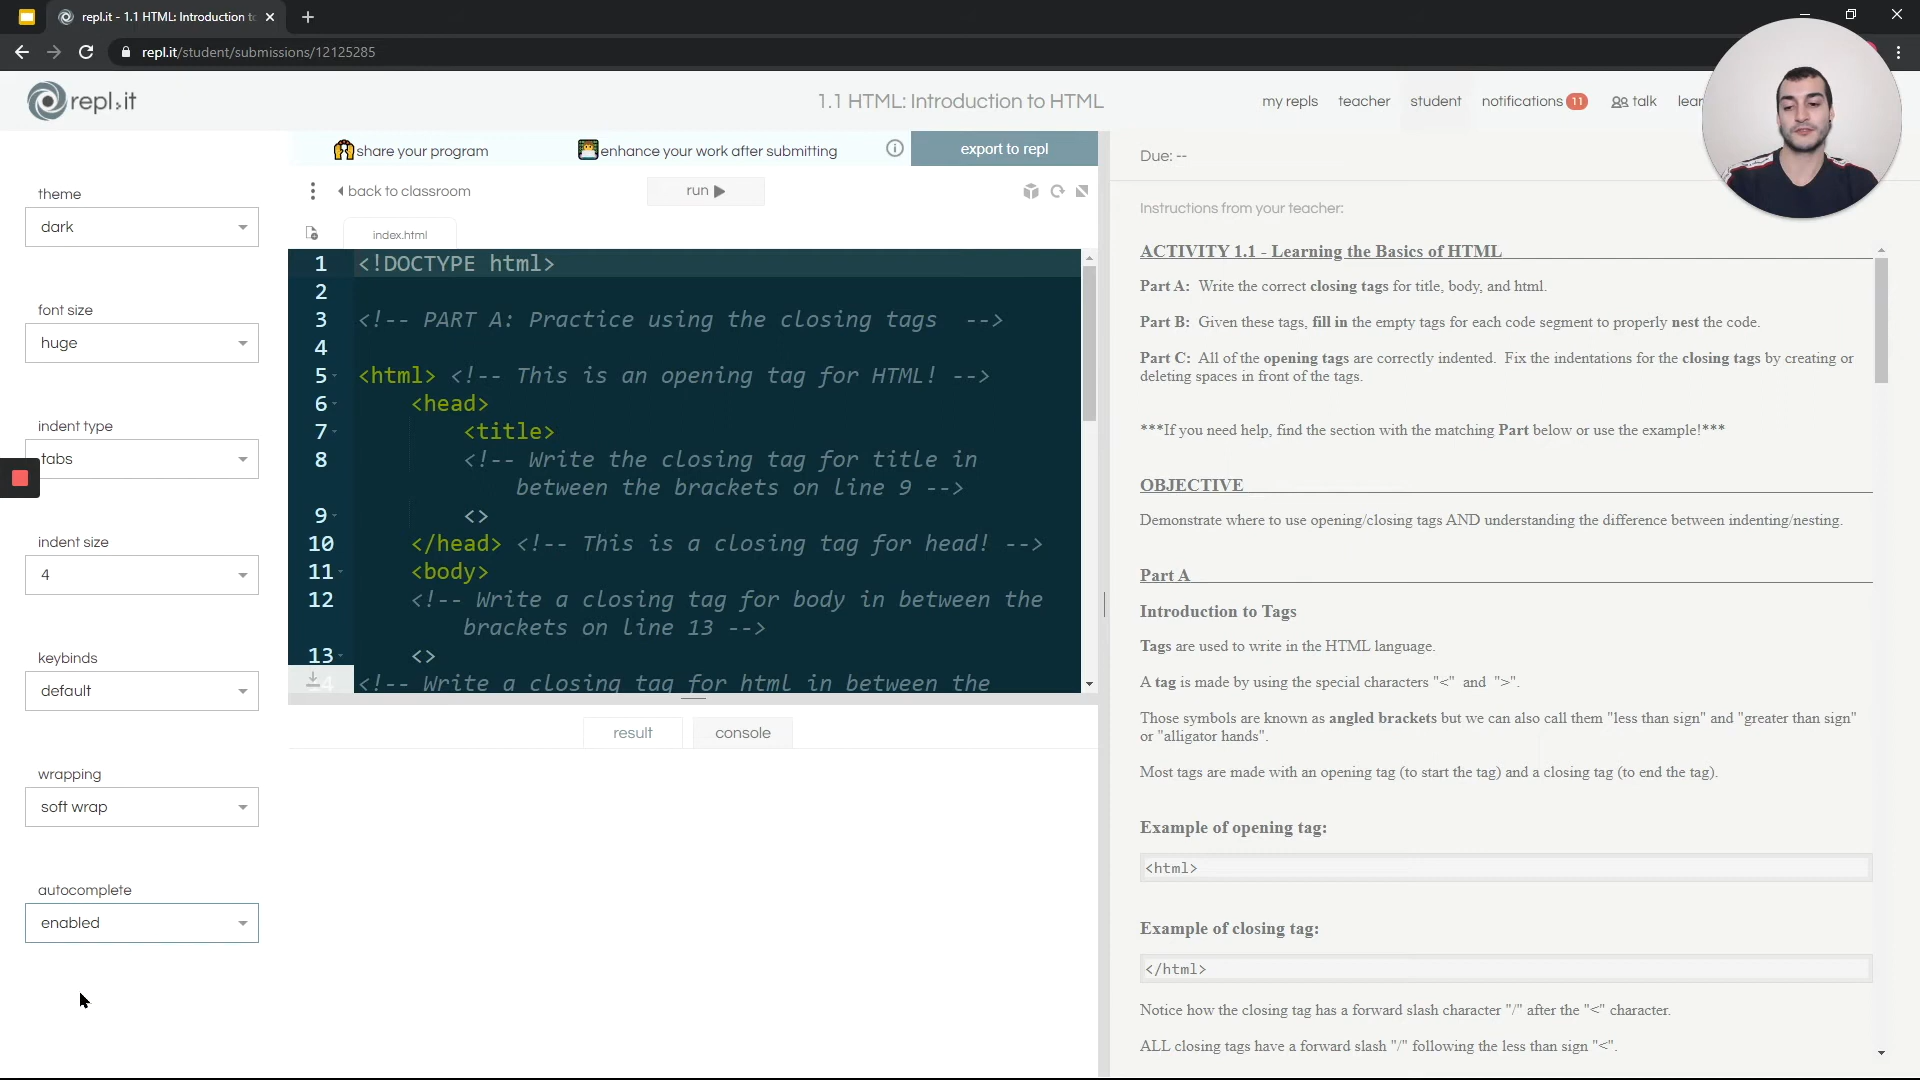 repl.it - 1.1 HTML: Introduction to
repl.it/student/submissions/12125285
repl.it
1.1 HTML: Introduction to HTML
my repls teacher student notifications 11 talk lear
share your program enhance your work after submitting export to repl
back to classroom run
index.html
theme
dark
font size
huge
indent type
tabs
indent size
4
keybinds
default
wrapping
soft wrap
autocomplete
enabled
1 <!DOCTYPE html>
2
3 <!-- PART A: Practice using the closing tags  -->
4
5 <html> <!-- This is an opening tag for HTML! -->
6 <head>
7 <title>
8 <!-- Write the closing tag for title in
between the brackets on line 9 -->
9 <>
10 </head> <!-- This is a closing tag for head! -->
11 <body>
12 <!-- Write a closing tag for body in between the
brackets on line 13 -->
13 <>
14 <!-- Write a closing tag for html in between the
result console
Due: --
Instructions from your teacher:
ACTIVITY 1.1 - Learning the Basics of HTML
Part A: Write the correct closing tags for title, body, and html.
Part B: Given these tags, fill in the empty tags for each code segment to properly nest the code.
Part C: All of the opening tags are correctly indented. Fix the indentations for the closing tags by creating or
deleting spaces in front of the tags.
***If you need help, find the section with the matching Part below or use the example!***
OBJECTIVE
Demonstrate where to use opening/closing tags AND understanding the difference between indenting/nesting.
Part A
Introduction to Tags
Tags are used to write in the HTML language.
A tag is made by using the special characters "<" and ">".
Those symbols are known as angled brackets but we can also call them "less than sign" and "greater than sign"
or "alligator hands".
Most tags are made with an opening tag (to start the tag) and a closing tag (to end the tag).
Example of opening tag:
<html>
Example of closing tag:
</html>
Notice how the closing tag has a forward slash character "/" after the "<" character.
ALL closing tags have a forward slash "/" following the less than sign "<".